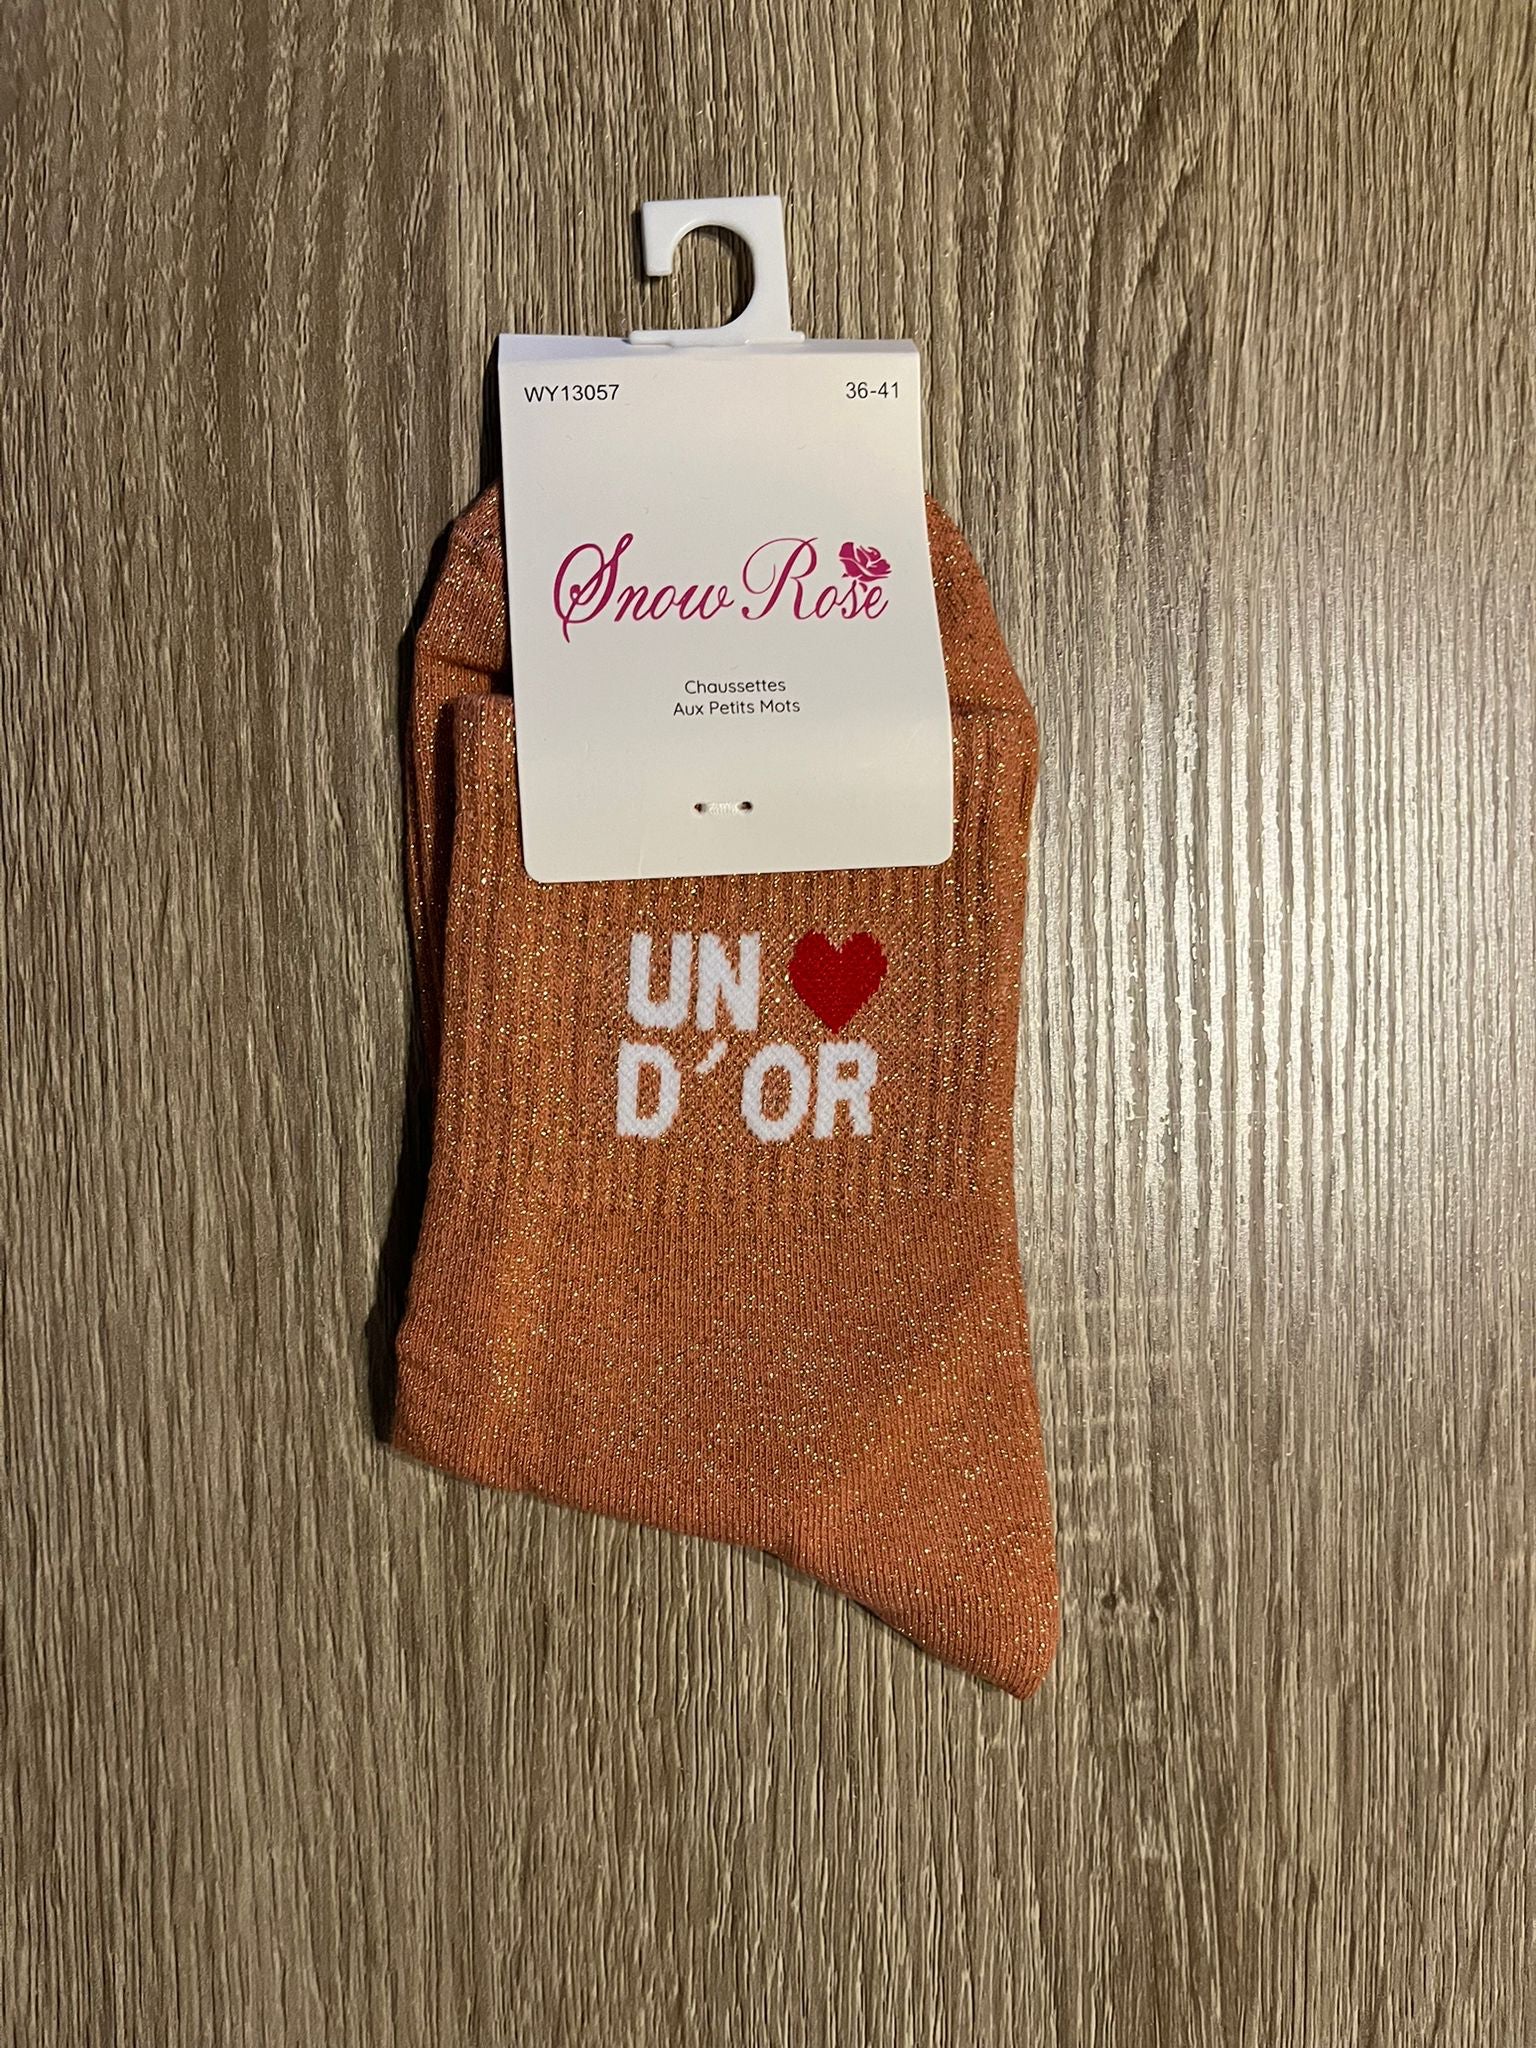 WY13057 36-41
Snow Rose
Chaussettes
Aux Petits Mots
UN ❤
D'OR